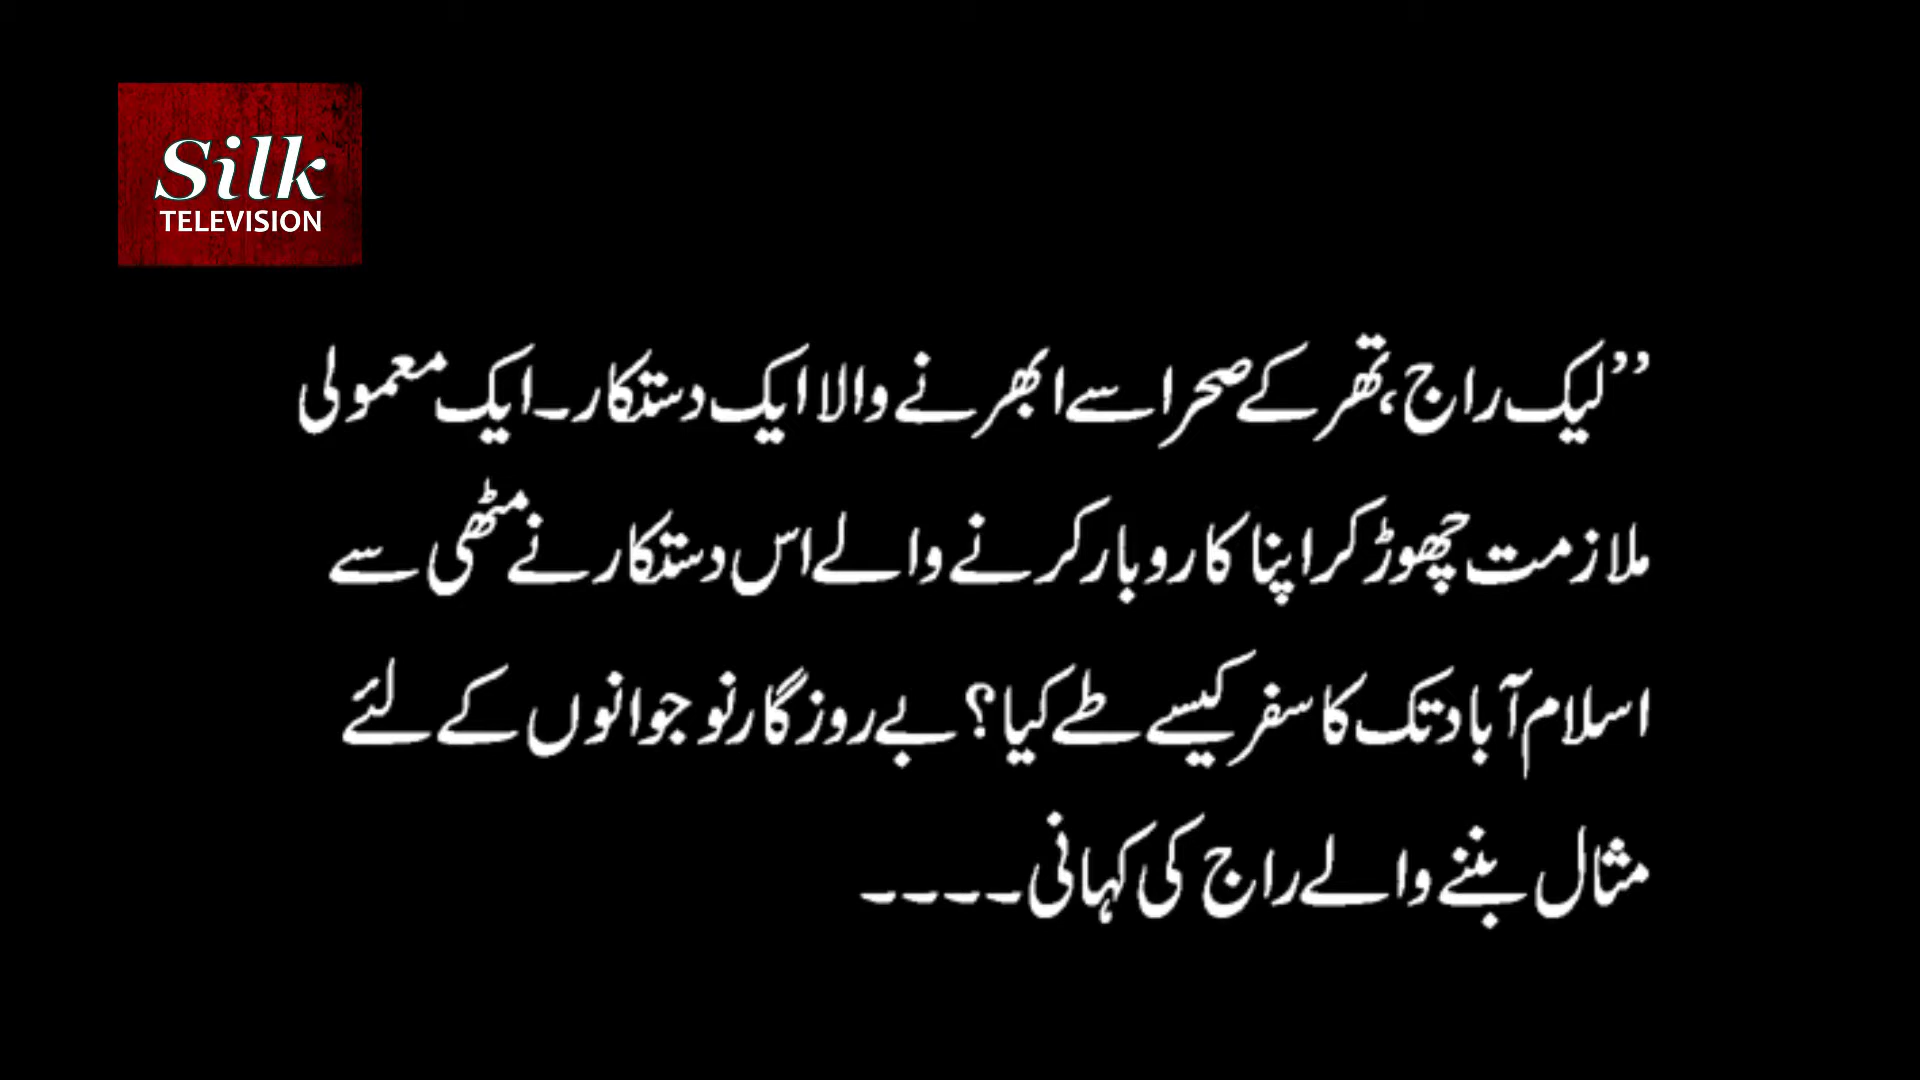 Silk
TELEVISION
”لیک راج، تھر کے صحرا سے ابھرنے والا ایک دستکار۔ ایک معمولی
ملازمت چھوڑ کر اپنا کاروبار کرنے والے اس دستکار نے مٹھی سے
اسلام آباد تک کا سفر کیسے طے کیا؟ بے روزگار نوجوانوں کے لئے
مثال بننے والے راج کی کہانی۔۔۔۔